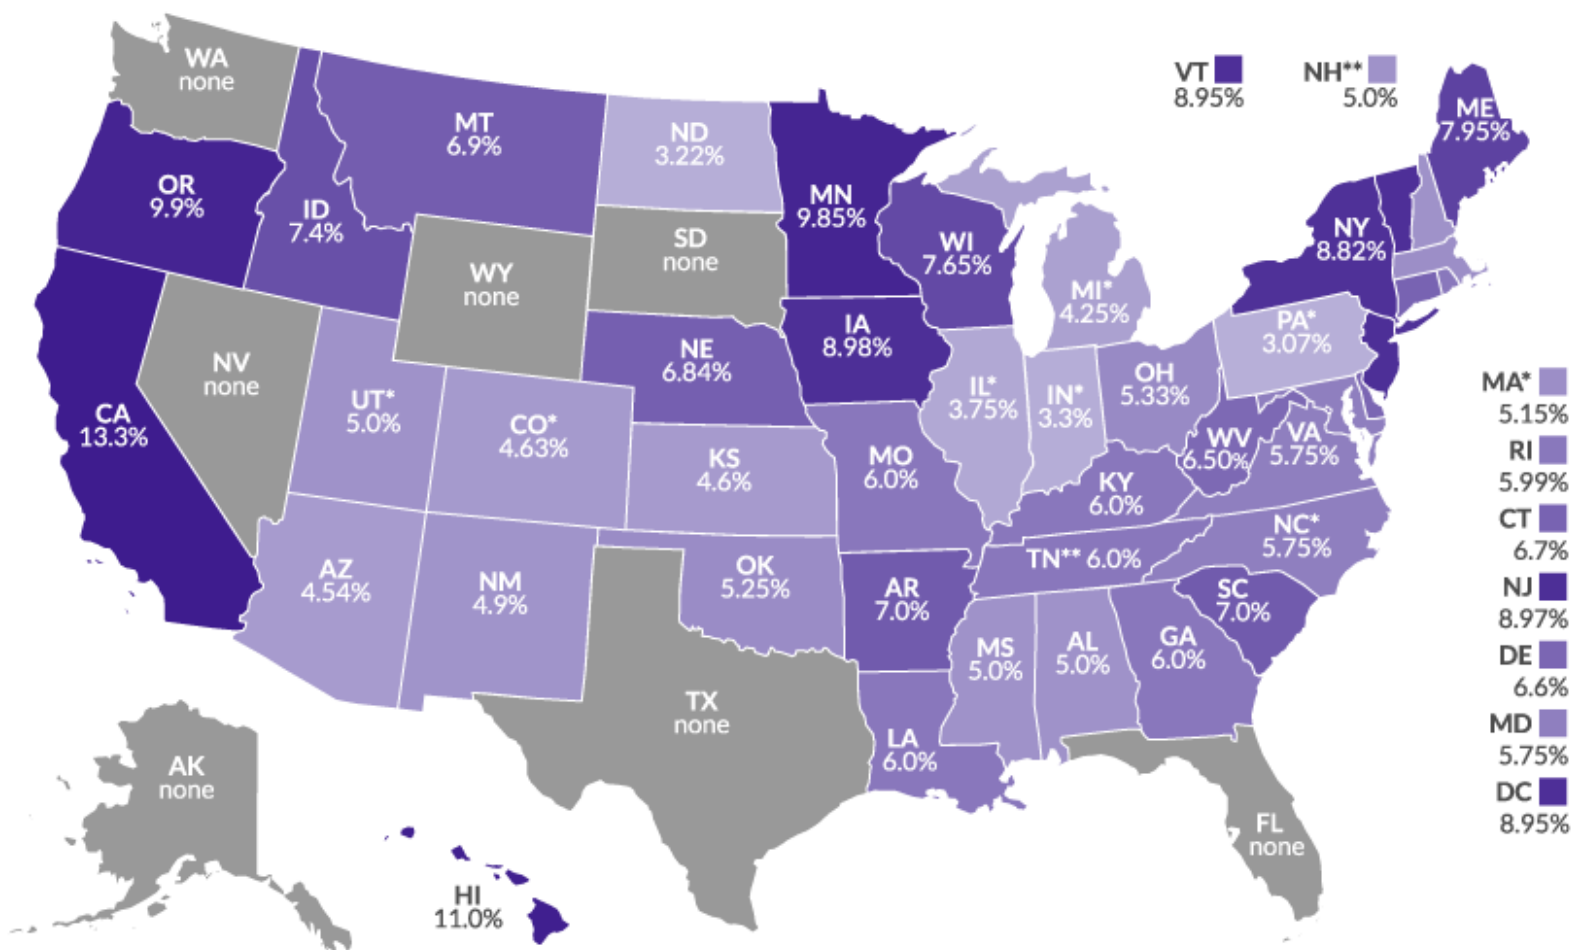 WA
none
MT
6.9%
ND
3.22%
VT
8.95%
NH**
5.0%
ME
7.95%
OR
9.9%
ID
7.4%
MN
9.85%
SD
none
WI
7.65%
NY
8.82%
WY
none
MI*
4.25%
IA
8.98%
PA*
3.07%
NV
none
NE
6.84%
CA
13.3%
UT*
5.0%
CO*
4.63%
IL*
3.75%
IN*
3.3%
OH
5.33%
MA*
5.15%
KS
4.6%
MO
6.0%
WV
6.50%
VA
5.75%
RI
5.99%
KY
6.0%
CT
6.7%
NC*
5.75%
AZ
4.54%
NM
4.9%
OK
5.25%
TN** 6.0%
AR
7.0%
SC
7.0%
NJ
8.97%
MS
5.0%
AL
5.0%
GA
6.0%
DE
6.6%
TX
none
LA
6.0%
MD
5.75%
AK
none
DC
8.95%
FL
none
HI
11.0%